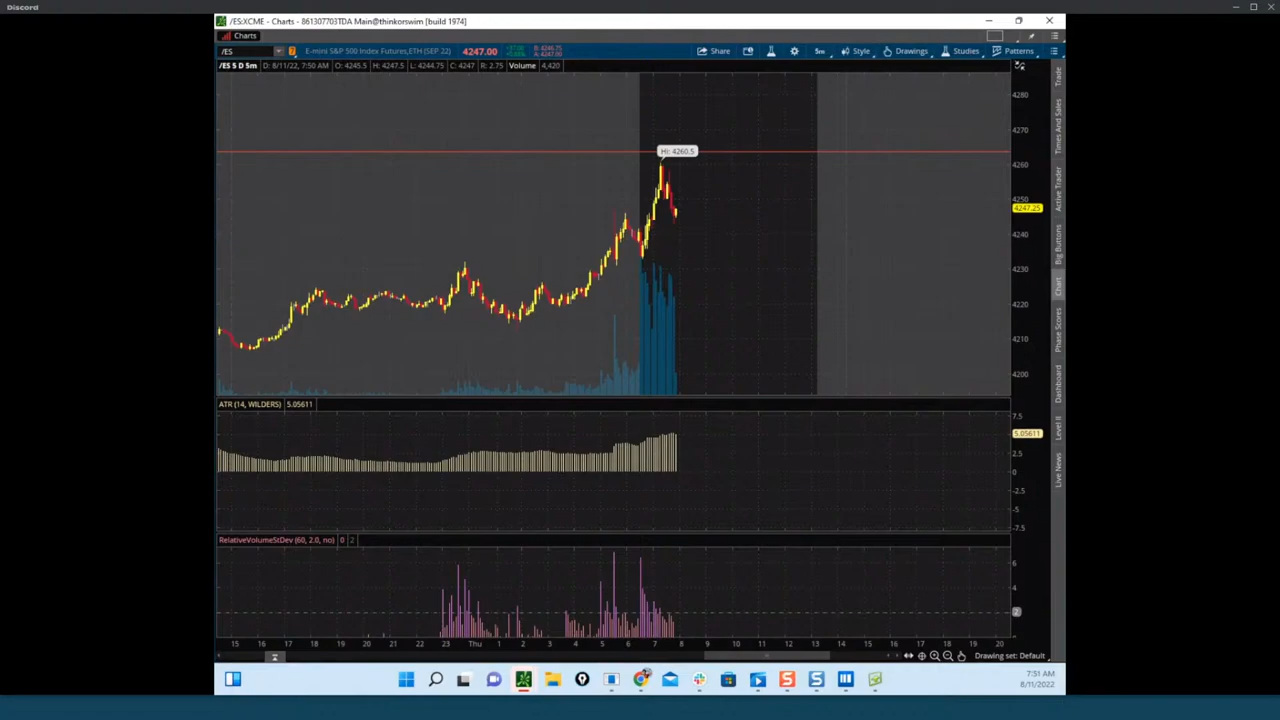 Discord
/ES:XCME - Charts - 861307703TDA Main@thinkorswim [build 1974]
Charts
/ES
E-mini S&P 500 Index Futures,ETH (SEP 22)
4247.00
B: 4246.75
A: 4247.00
Share
5m
Style
Drawings
Studies
Patterns
/ES 5 D 5m
D: 8/11/22, 7:50 AM
O: 4245.5
H: 4247.5
L: 4244.75
C: 4247
R: 2.75
Volume
4,420
Hi: 4260.5
4280
4270
4260
4250
4247.25
4240
4230
4220
4210
4200
Trade
Times And Sales
Active Trader
Big Buttons
Chart
Phase Scores
Dashboard
Level II
Live News
ATR (14, WILDERS)
5.05611
7.5
5.05611
2.5
0
-2.5
-5
-7.5
RelativeVolumeStDev (60, 2.0, no)
0
2
6
4
2
15 16 17 18 19 20 21 22 23 Thu 1 2 3 4 5 6 7 8 9 10 11 12 13 14 15 16 17 18 19 20
Drawing set: Default
7:51 AM
8/11/2022